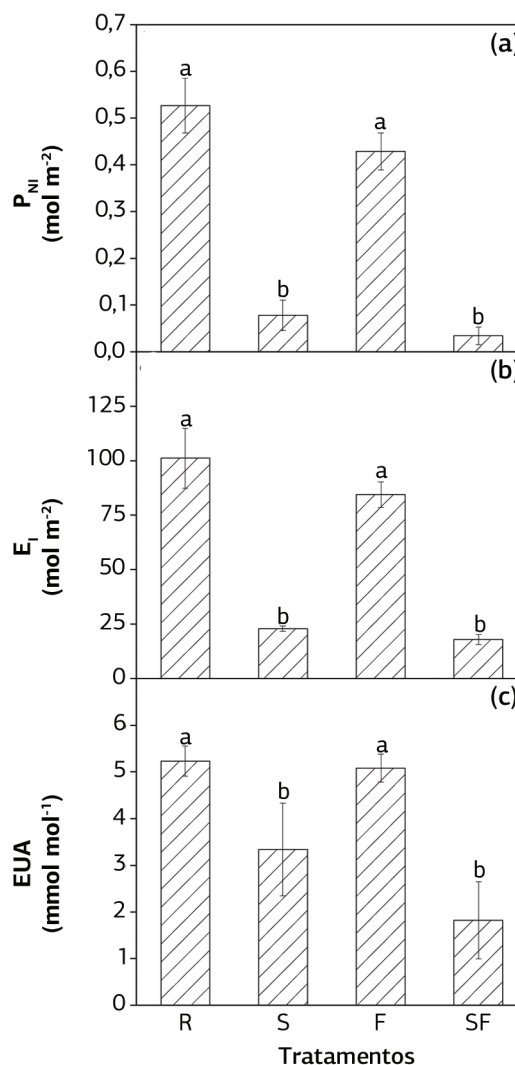 (a)
0,7
0,6
0,5
0,4
0,3
0,2
0,1
0,0
P_NI
(mol m⁻²)
a
b
a
b
(b)
125
100
75
50
25
0
E_I
(mol m⁻²)
a
b
a
b
(c)
6
5
4
3
2
1
0
EUA
(mmol mol⁻¹)
a
b
a
b
R S F SF
Tratamentos